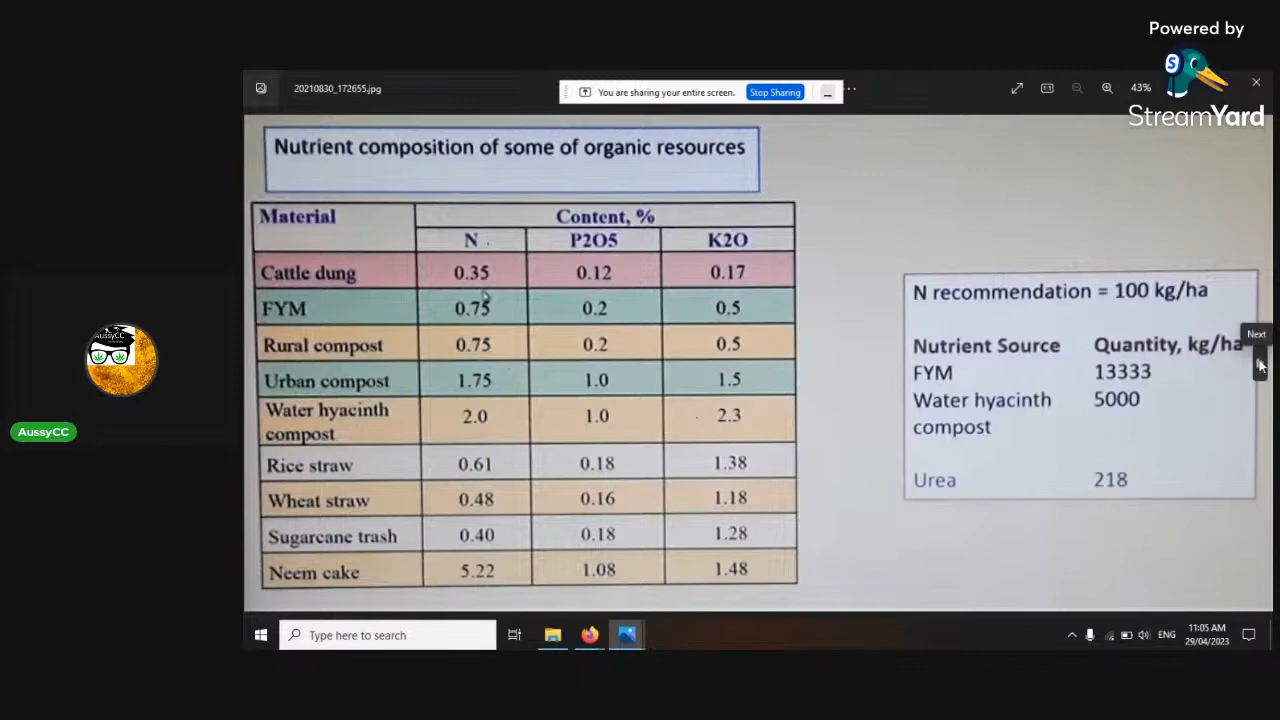 Powered by
StreamYard
20210830_172655.jpg
You are sharing your entire screen. Stop Sharing
43%
Nutrient composition of some of organic resources
Material Content, %
N P2O5 K2O
Cattle dung 0.35 0.12 0.17
FYM 0.75 0.2 0.5
Rural compost 0.75 0.2 0.5
Urban compost 1.75 1.0 1.5
Water hyacinth
compost 2.0 1.0 2.3
Rice straw 0.61 0.18 1.38
Wheat straw 0.48 0.16 1.18
Sugarcane trash 0.40 0.18 1.28
Neem cake 5.22 1.08 1.48
N recommendation = 100 kg/ha
Nutrient Source Quantity, kg/ha
FYM 13333
Water hyacinth 5000
compost
Urea 218
Next
AussyCC
AussyCC
Type here to search
ENG
11:05 AM
29/04/2023